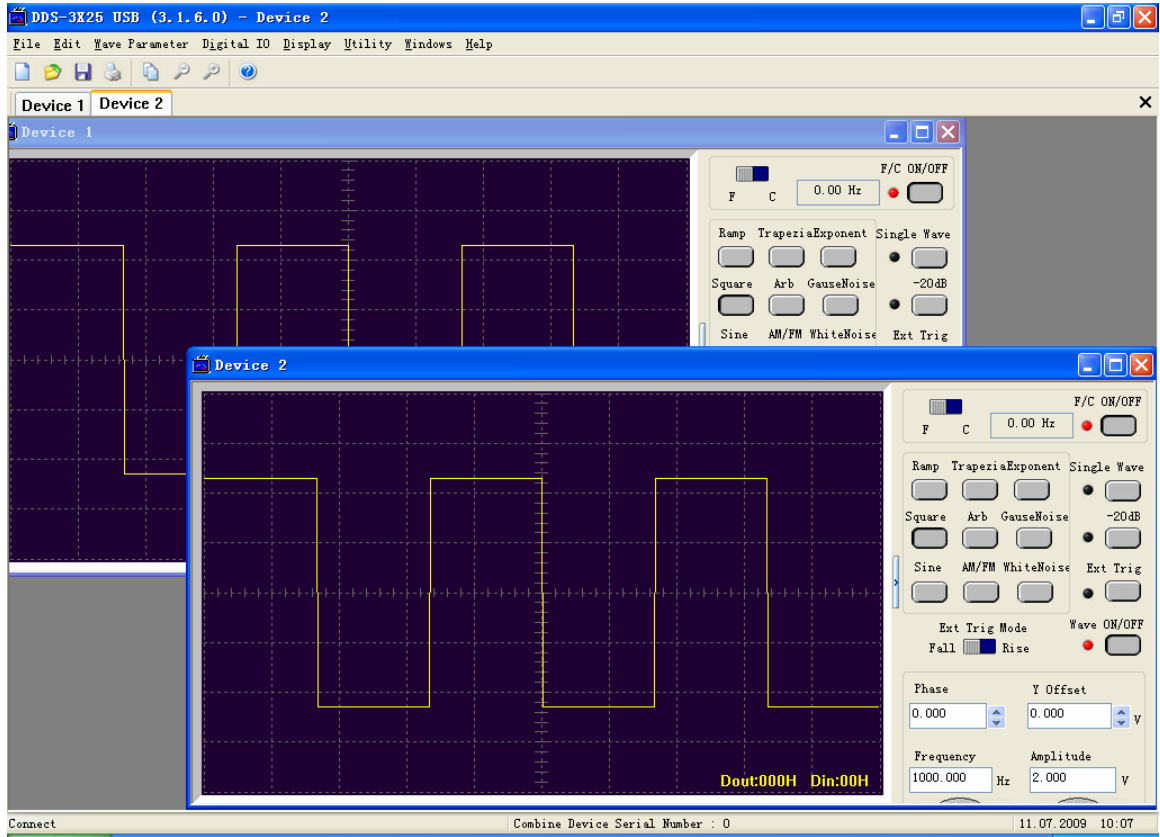 DDS-3X25 USB (3.1.6.0) - Device 2
File Edit Wave Parameter Digital IO Display Utility Windows Help
Device 1 Device 2
Device 1
F/C ON/OFF
F C 0.00 Hz
Ramp Trapezia Exponent Single Wave
Square Arb GauseNoise -20dB
Sine AM/FM WhiteNoise Ext Trig
Device 2
F/C ON/OFF
F C 0.00 Hz
Ramp Trapezia Exponent Single Wave
Square Arb GauseNoise -20dB
Sine AM/FM WhiteNoise Ext Trig
Ext Trig Mode Wave ON/OFF
Fall Rise
Phase Y Offset
0.000 0.000 V
Frequency Amplitude
1000.000 Hz 2.000 V
Dout:000H Din:00H
Connect Combine Device Serial Number : 0 11.07.2009 10:07